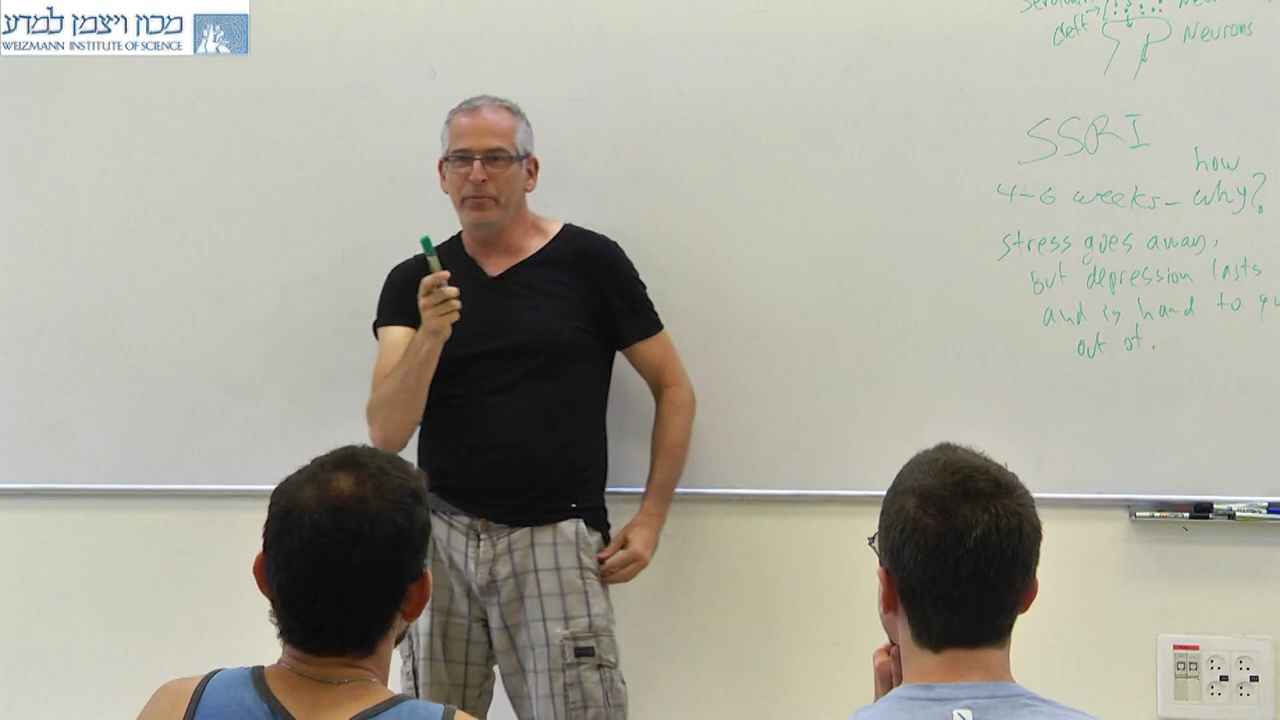 מכון ויצמן למדע
WEIZMANN INSTITUTE OF SCIENCE
cleft
Neurons
SSRI
how
4-6 weeks - why?
stress goes away,
but depression lasts
and is hard to
out of.